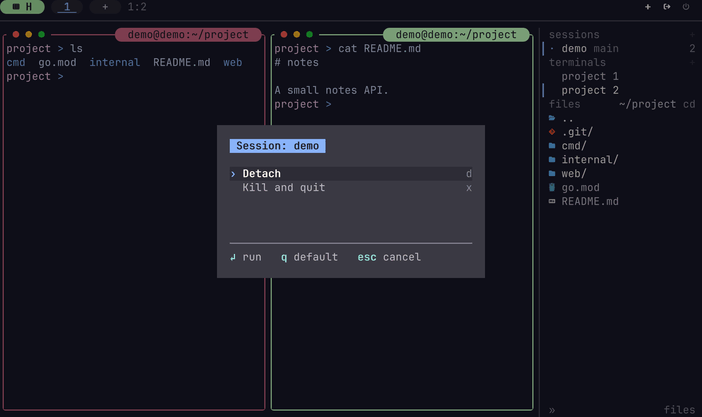 H 1 + 1:2 +
demo@demo:~/project
project > ls
cmd go.mod internal README.md web
project >
demo@demo:~/project
project > cat README.md
# notes
A small notes API.
project >
Session: demo
› Detach d
Kill and quit x
↲ run q default esc cancel
sessions +
- demo main 2
terminals +
project 1
project 2
files ~/project cd
..
.git/
cmd/
internal/
web/
go.mod
README.md
» files